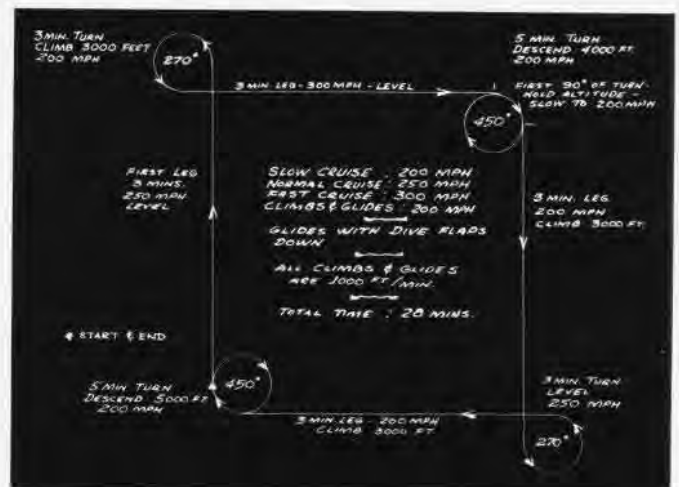 3 MIN. TURN
CLIMB 3000 FEET
200 MPH
270°
3 MIN. LEG - 300 MPH - LEVEL
5 MIN. TURN
DESCEND 4000 FT.
200 MPH
FIRST 90° OF TURN -
HOLD ALTITUDE -
SLOW TO 200 MPH
450°
FIRST LEG
3 MINS.
250 MPH
LEVEL
SLOW CRUISE : 200 MPH
NORMAL CRUISE : 250 MPH
FAST CRUISE : 300 MPH
CLIMBS & GLIDES : 200 MPH
GLIDES WITH DIVE FLAPS
DOWN
ALL CLIMBS & GLIDES
ARE 1000 FT/MIN.
TOTAL TIME : 28 MINS.
3 MIN. LEG
200 MPH
CLIMB 3000 FT.
START & END
5 MIN TURN
DESCEND 5000 FT
200 MPH
450°
3 MIN. LEG 200 MPH
CLIMB 3000 FT.
3 MIN. TURN
LEVEL
250 MPH
270°